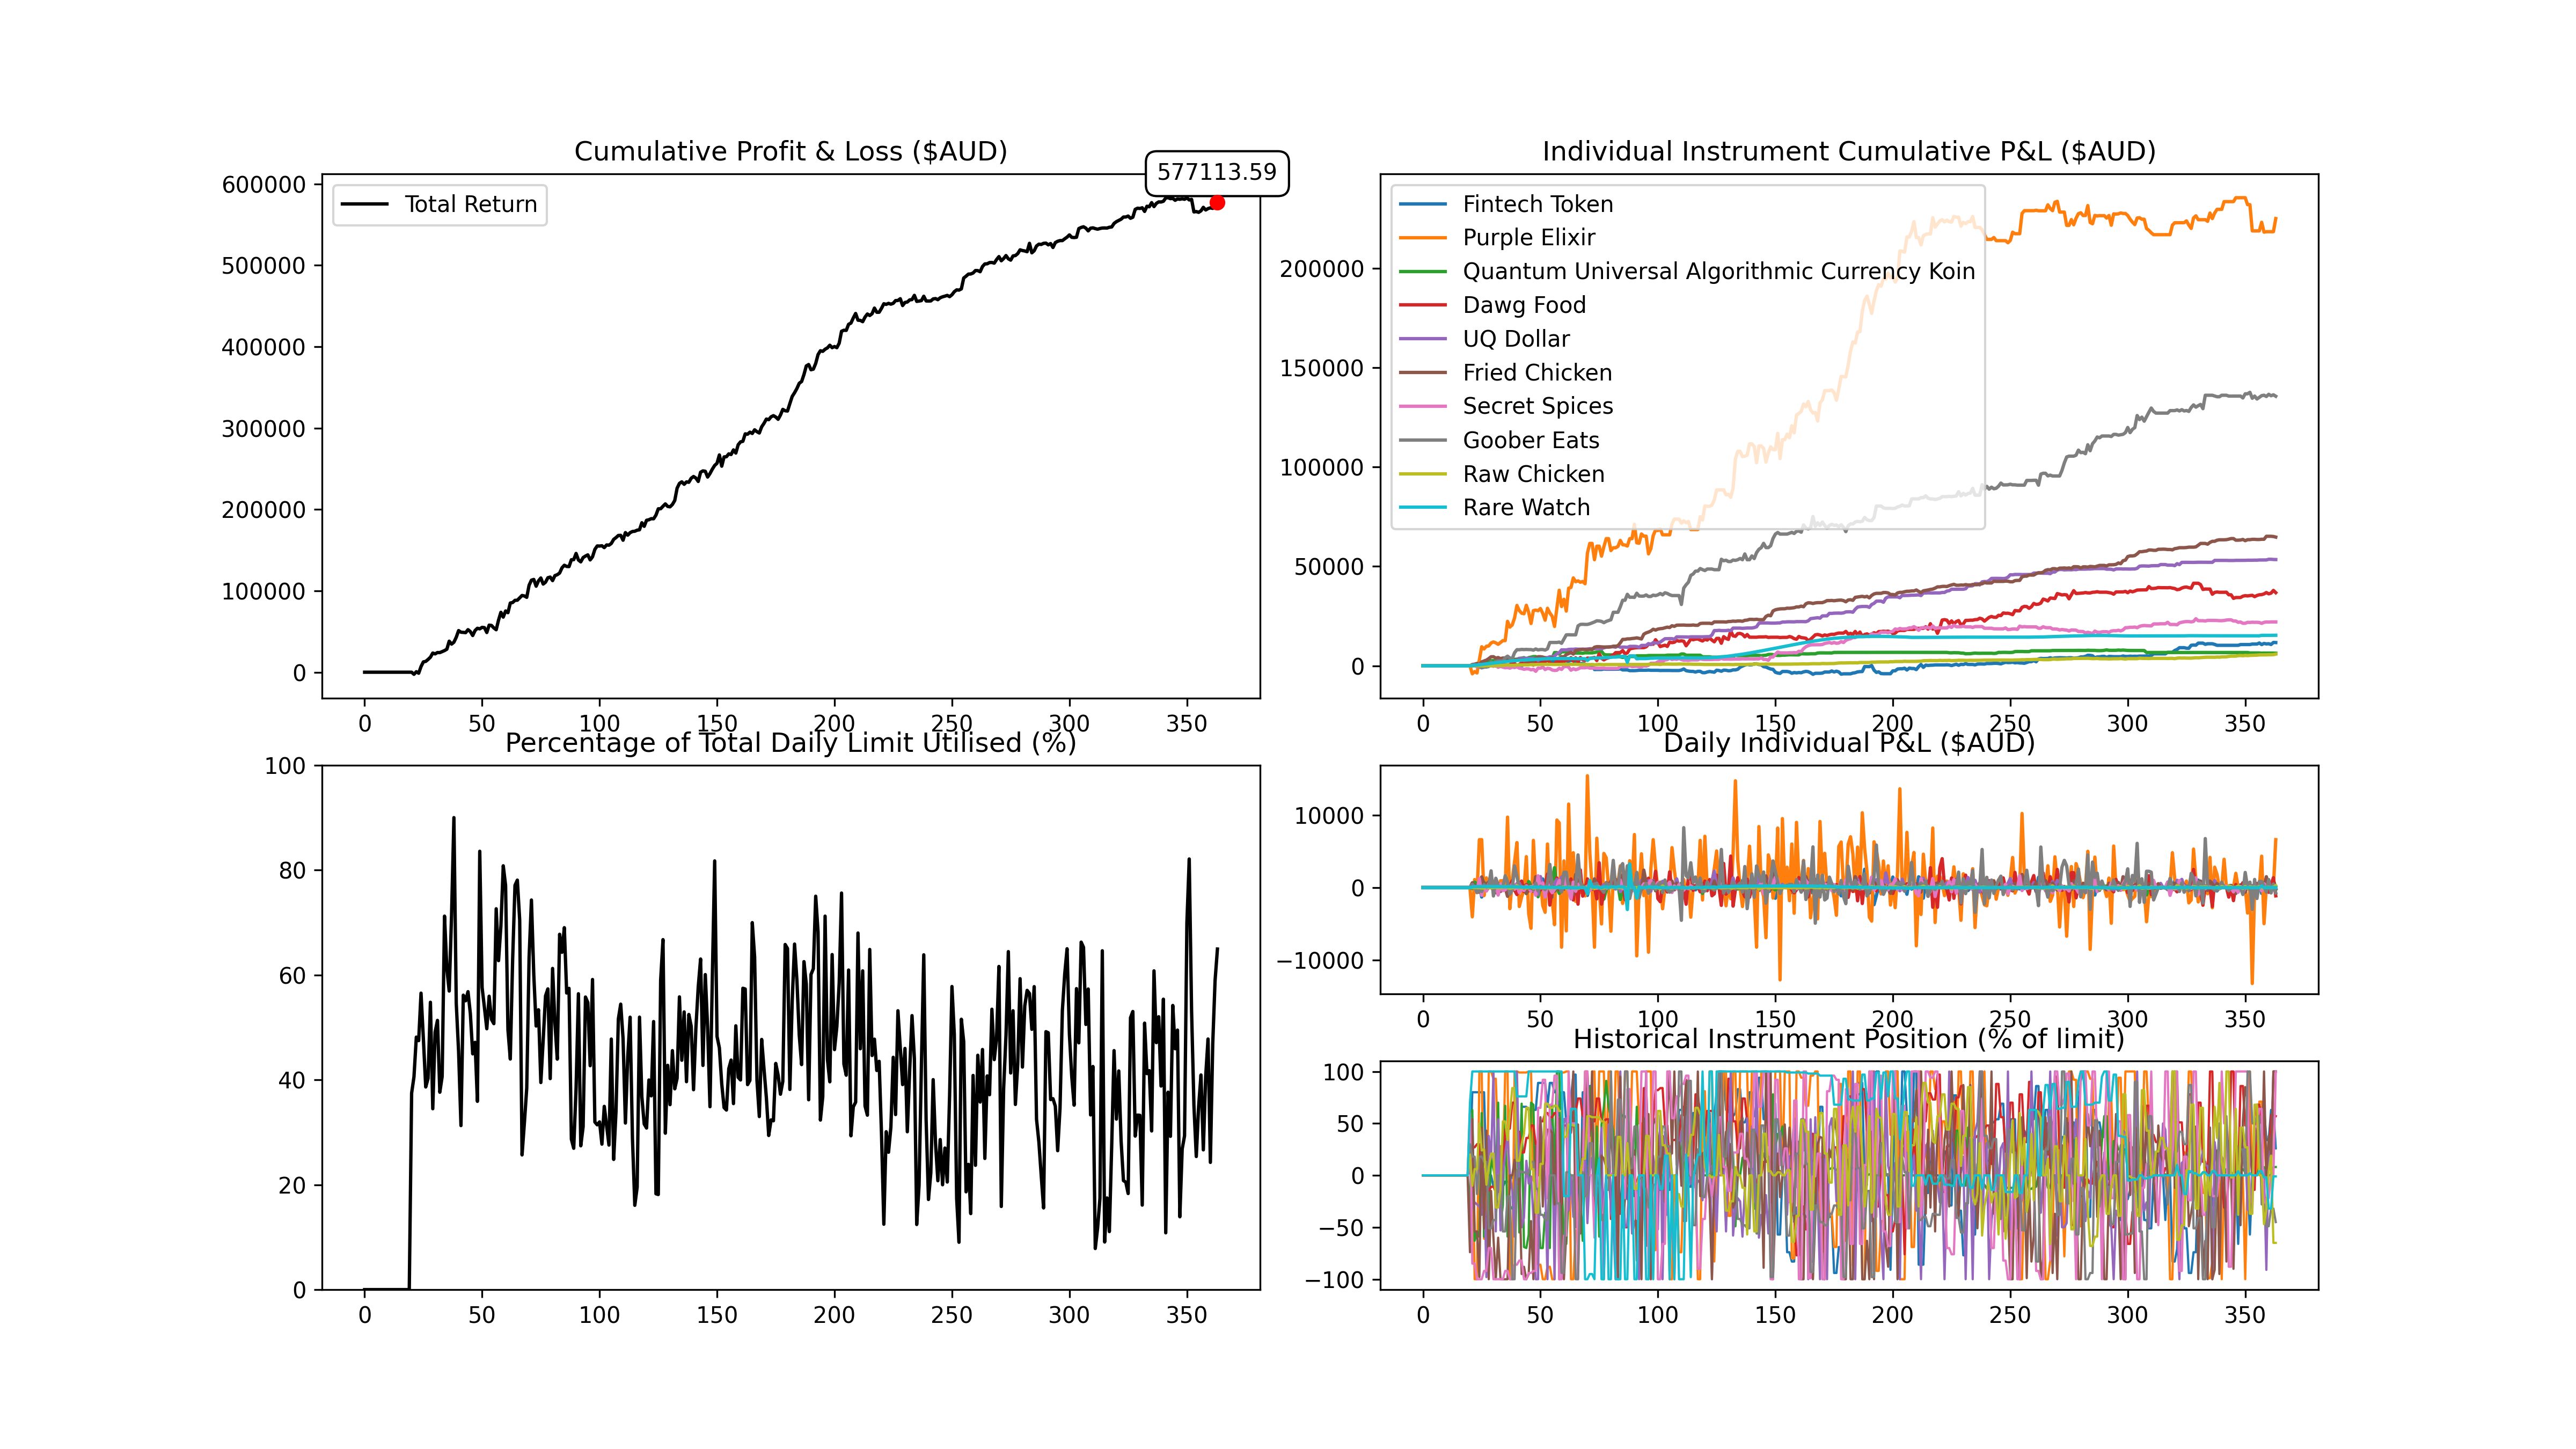 Cumulative Profit & Loss ($AUD)
577113.59
Total Return
600000
500000
400000
300000
200000
100000
0
0 50 100 150 200 250 300 350
Individual Instrument Cumulative P&L ($AUD)
Fintech Token
Purple Elixir
Quantum Universal Algorithmic Currency Koin
Dawg Food
UQ Dollar
Fried Chicken
Secret Spices
Goober Eats
Raw Chicken
Rare Watch
200000
150000
100000
50000
0
0 50 100 150 200 250 300 350
Percentage of Total Daily Limit Utilised (%)
100
80
60
40
20
0
0 50 100 150 200 250 300 350
Daily Individual P&L ($AUD)
10000
0
−10000
0 50 100 150 200 250 300 350
Historical Instrument Position (% of limit)
100
50
0
−50
−100
0 50 100 150 200 250 300 350